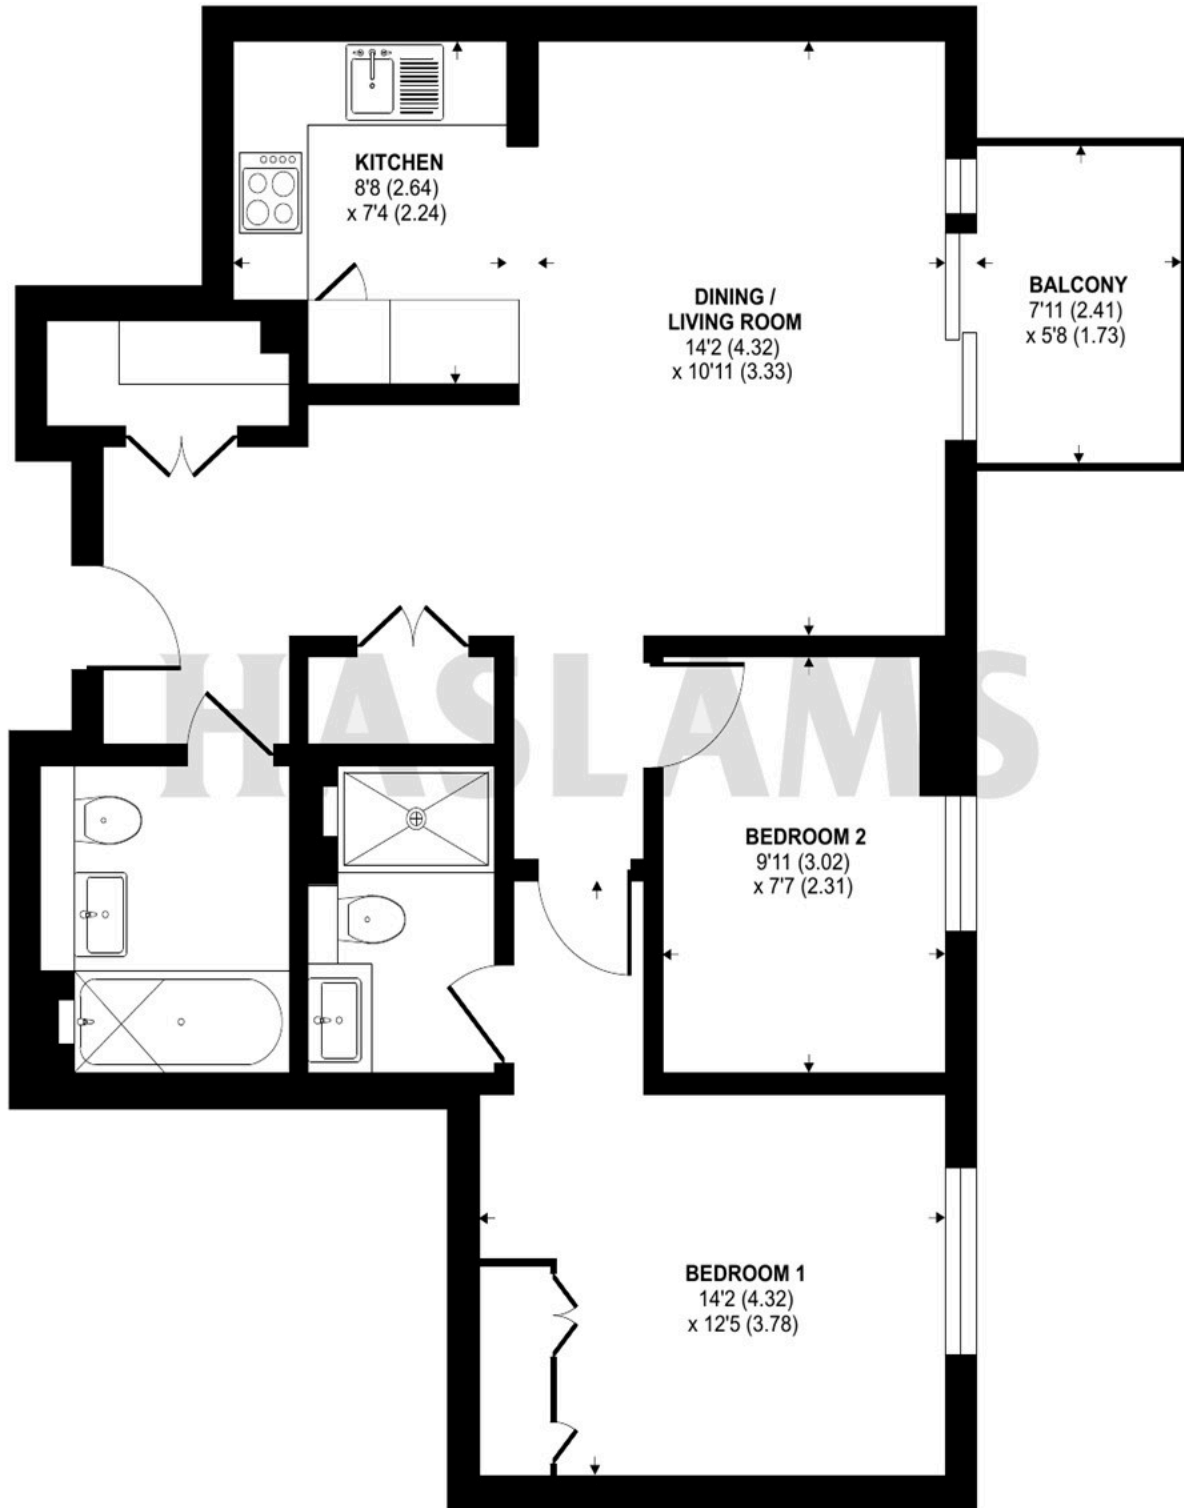 KITCHEN
8'8 (2.64)
x 7'4 (2.24)
DINING /
LIVING ROOM
14'2 (4.32)
x 10'11 (3.33)
BALCONY
7'11 (2.41)
x 5'8 (1.73)
HASLAMS
BEDROOM 2
9'11 (3.02)
x 7'7 (2.31)
BEDROOM 1
14'2 (4.32)
x 12'5 (3.78)